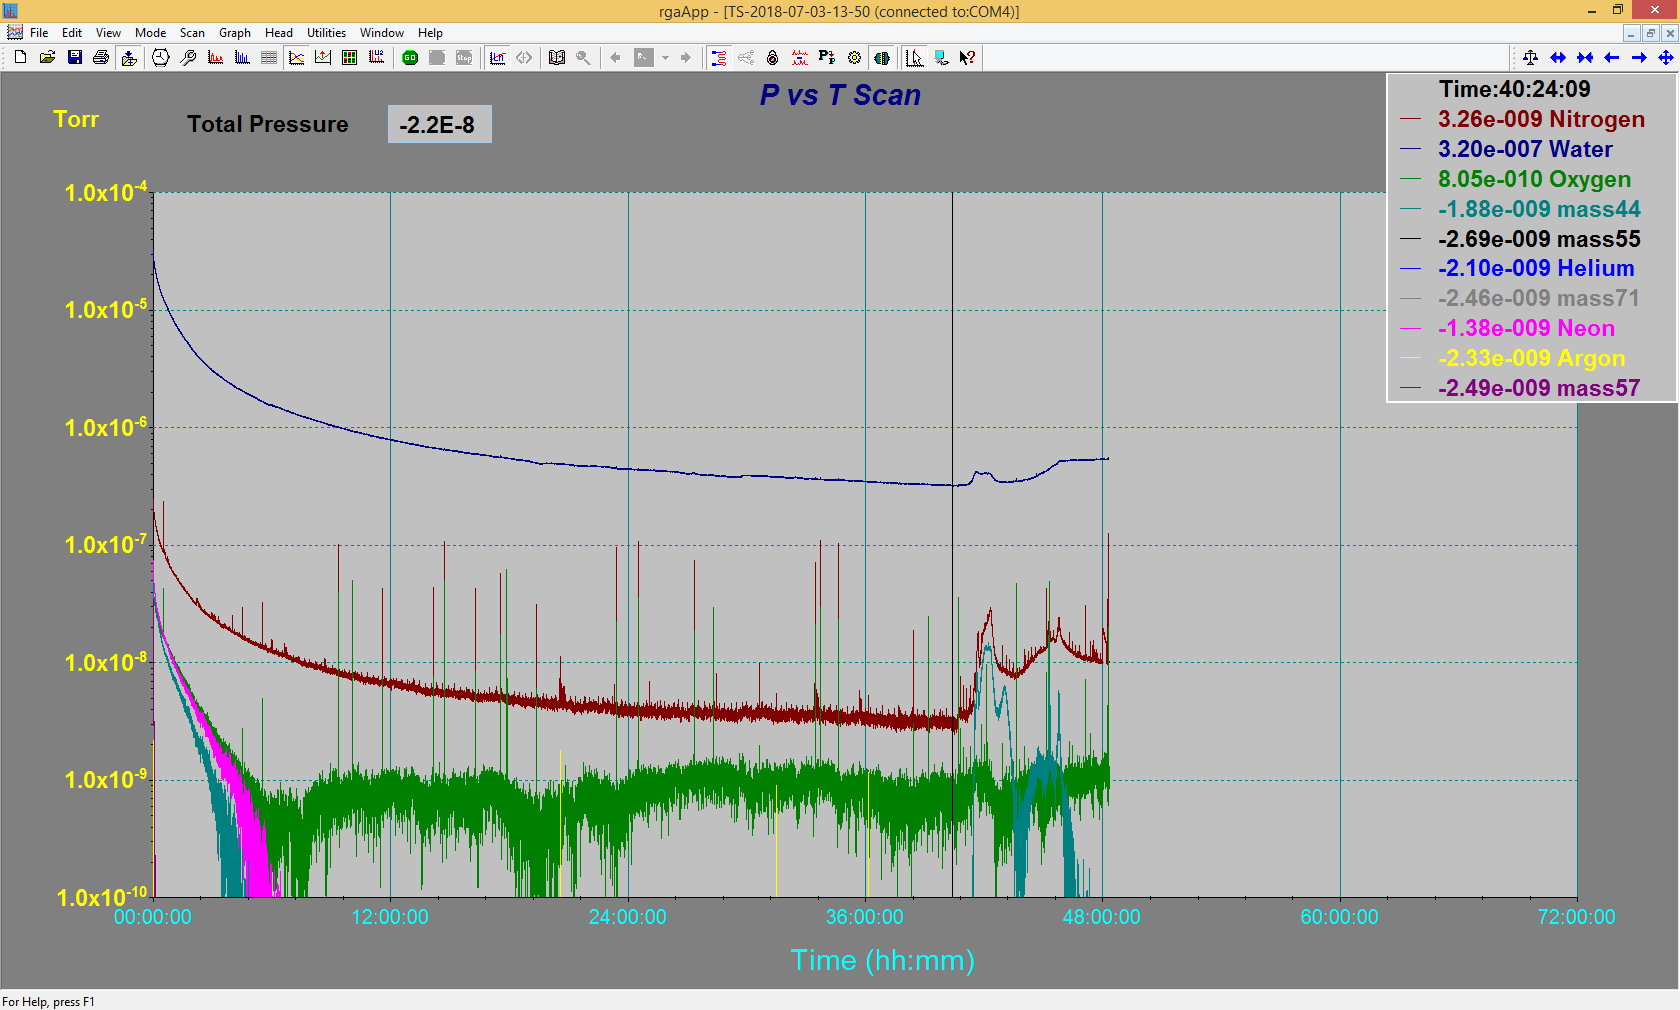 rgaApp - [TS-2018-07-03-13-50 (connected to:COM4)]
File Edit View Mode Scan Graph Head Utilities Window Help
GO Stop
P vs T Scan
Torr
Total Pressure -2.2E-8
Time:40:24:09
3.26e-009 Nitrogen
3.20e-007 Water
8.05e-010 Oxygen
-1.88e-009 mass44
-2.69e-009 mass55
-2.10e-009 Helium
-2.46e-009 mass71
-1.38e-009 Neon
-2.33e-009 Argon
-2.49e-009 mass57
1.0x10-4
1.0x10-5
1.0x10-6
1.0x10-7
1.0x10-8
1.0x10-9
1.0x10-10
00:00:00 12:00:00 24:00:00 36:00:00 48:00:00 60:00:00 72:00:00
Time (hh:mm)
For Help, press F1